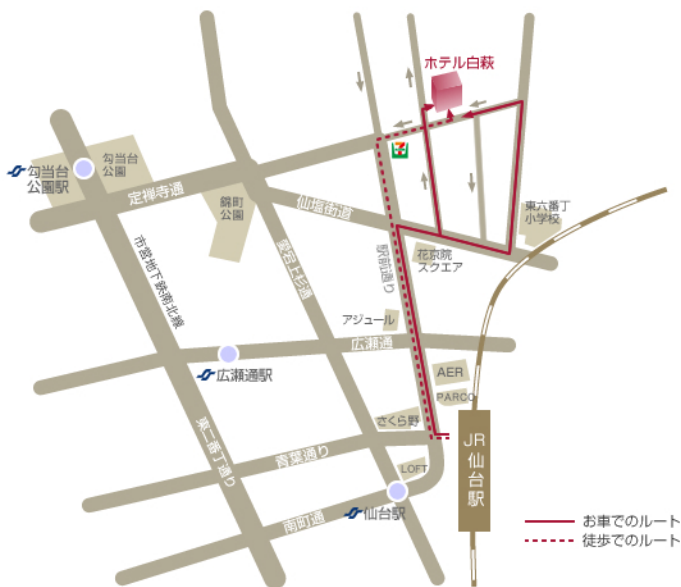 ホテル白萩
勾当台
公園駅
勾当台
公園
定禅寺通
錦町
公園
仙塩街道
東六番丁
小学校
花京院
スクエア
駅前通り
愛宕上杉通
市営地下鉄南北線
アジュール
広瀬通
広瀬通駅
AER
PARCO
さくら野
JR仙台駅
青葉通り
東二番丁通り
LOFT
仙台駅
南町通
お車でのルート
徒歩でのルート